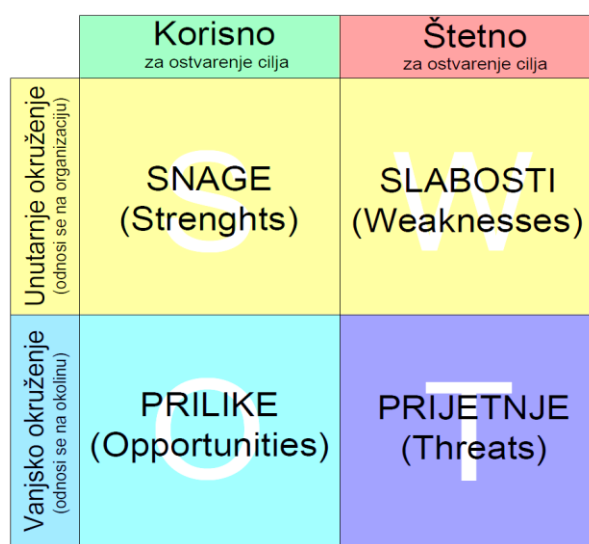 Korisno
za ostvarenje cilja
Štetno
za ostvarenje cilja
Unutarnje okruženje
(odnosi se na organizaciju)
S
SNAGE
(Strenghts)
W
SLABOSTI
(Weaknesses)
Vanjsko okruženje
(odnosi se na okolinu)
O
PRILIKE
(Opportunities)
T
PRIJETNJE
(Threats)